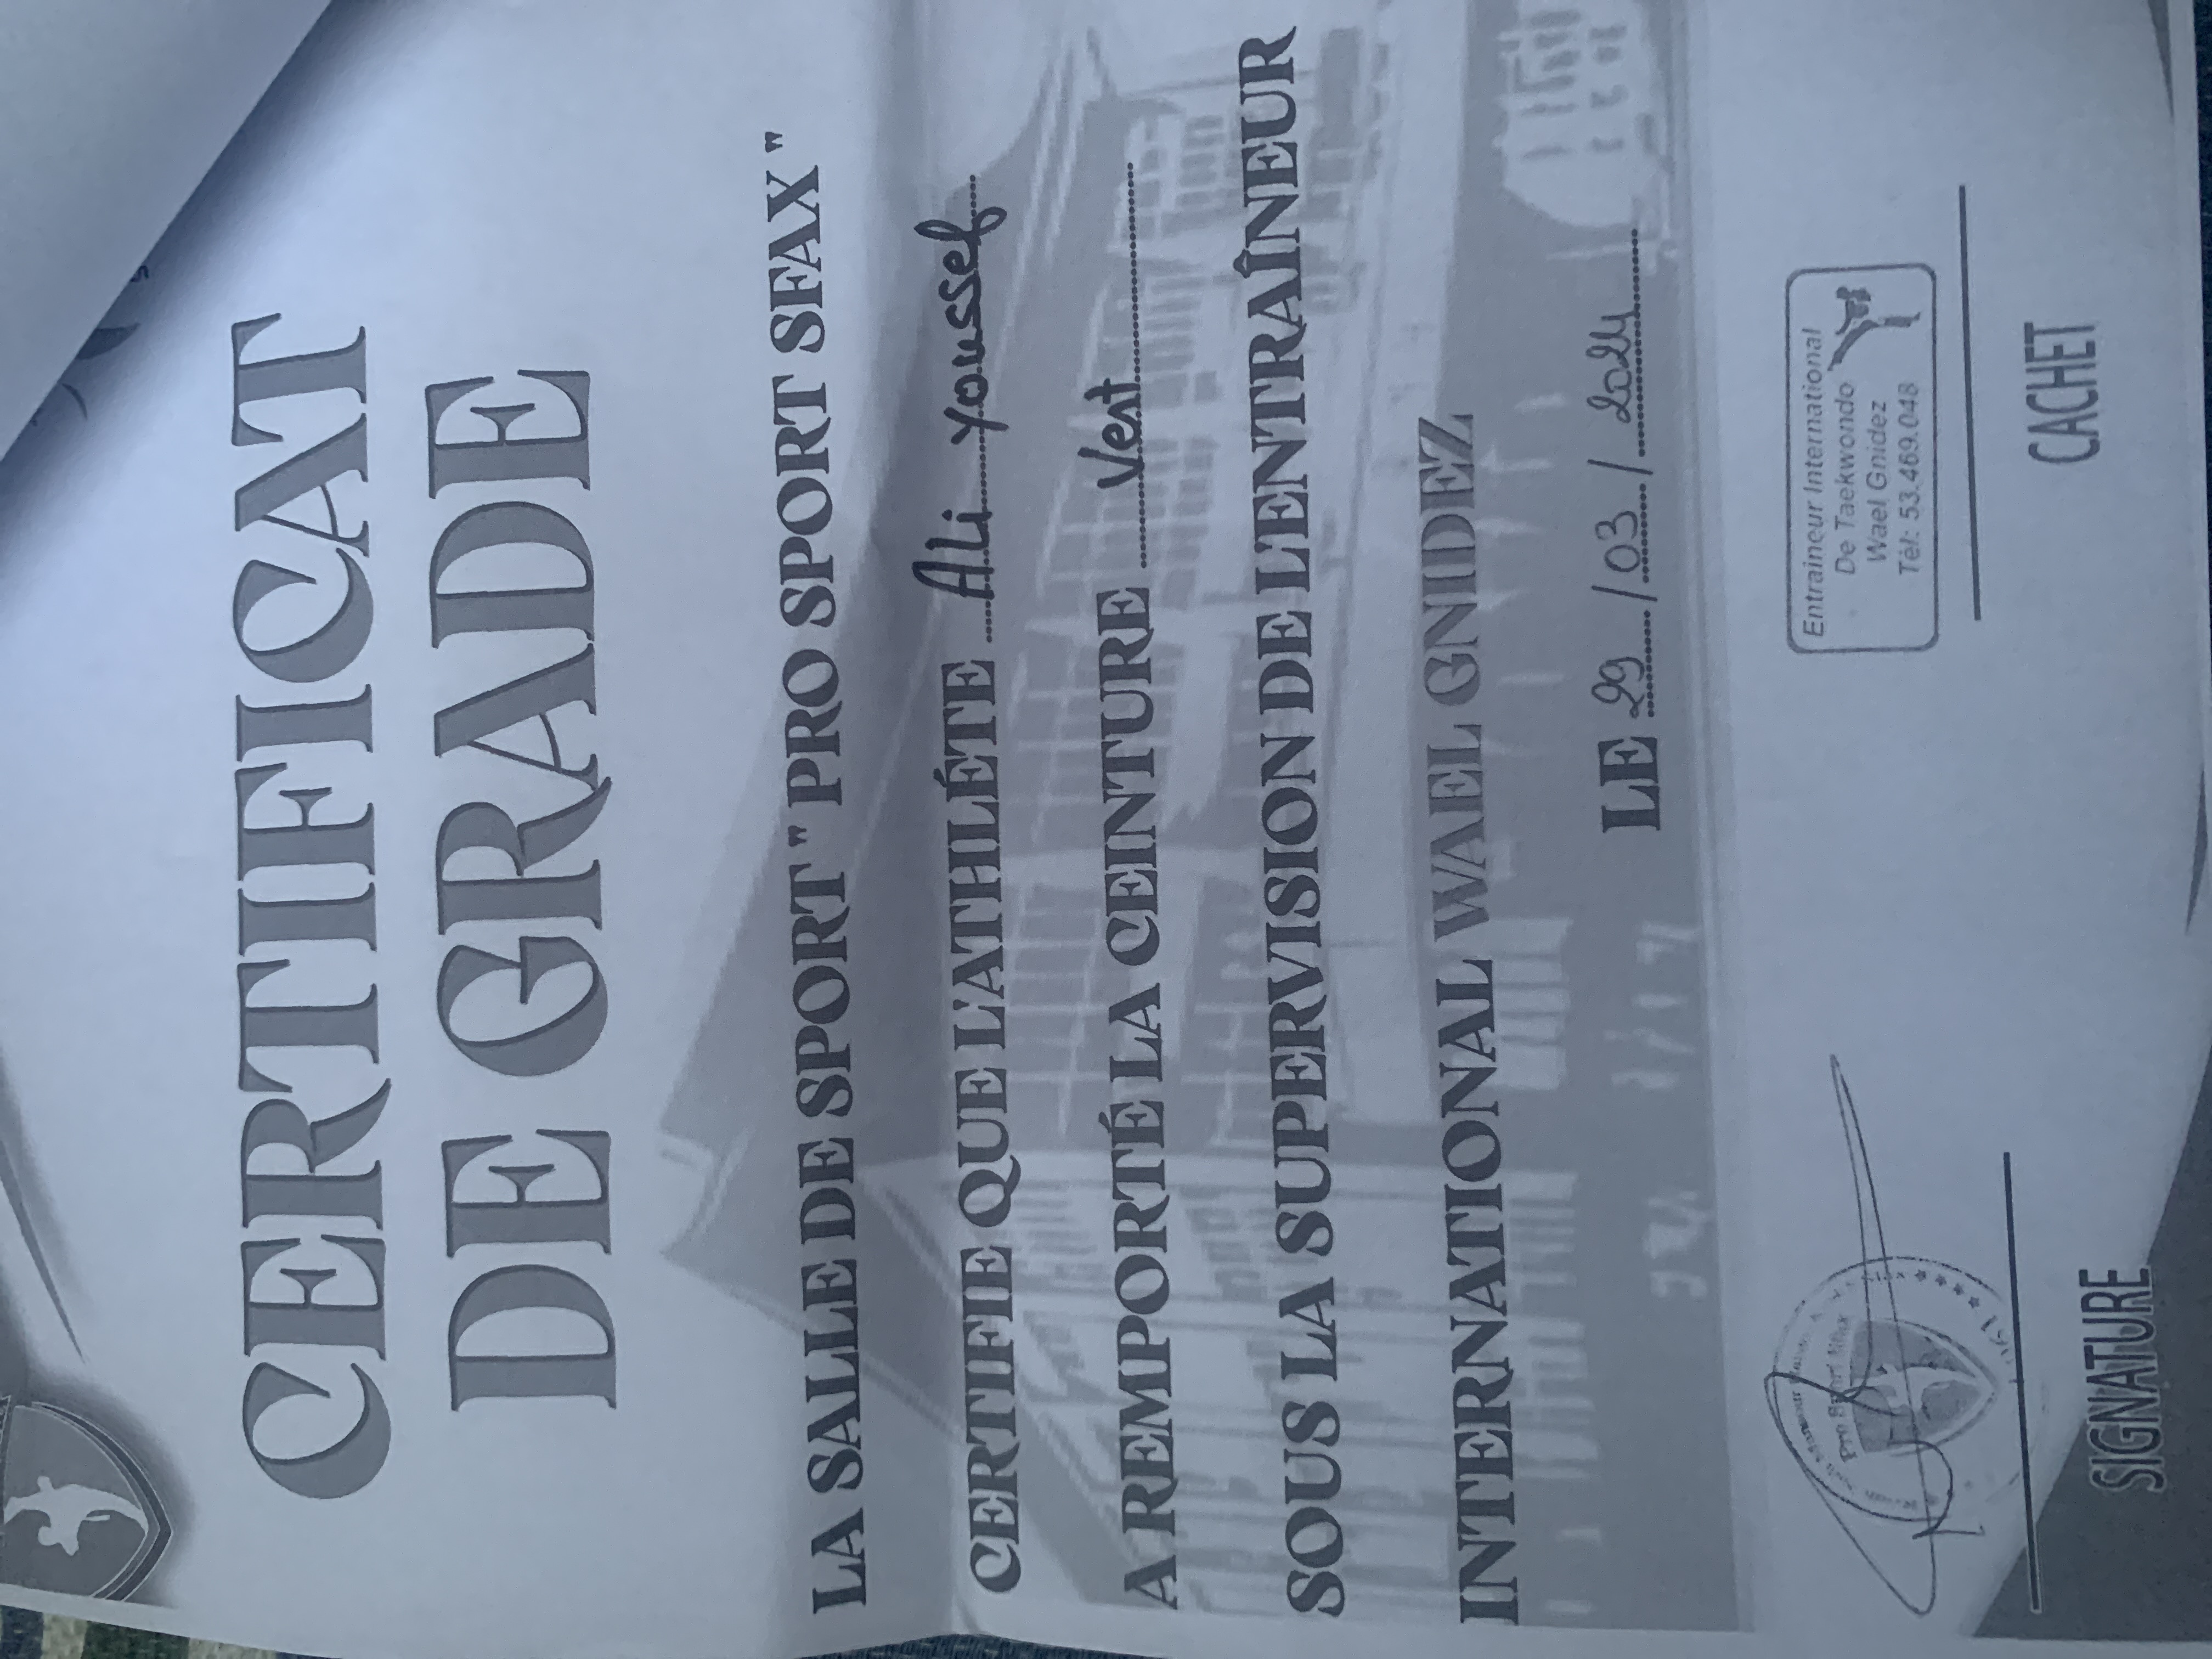 CERTIFICAT
DE GRADE
LA SALLE DE SPORT" PRO SPORT SFAX "
CERTIFIE QUE L'ATHLÉTE Ali Youssef
A REMPORTÉ LA CEINTURE Vert
SOUS LA SUPERVISION DE L'ENTRAÎNEUR
INTERNATIONAL WAEL GNIDEZ
LE 29 / 03 / 2024
Entraineur International
De Taekwondo
Wael Gnidez
Tél: 53.469.048
SIGNATURE
CACHET